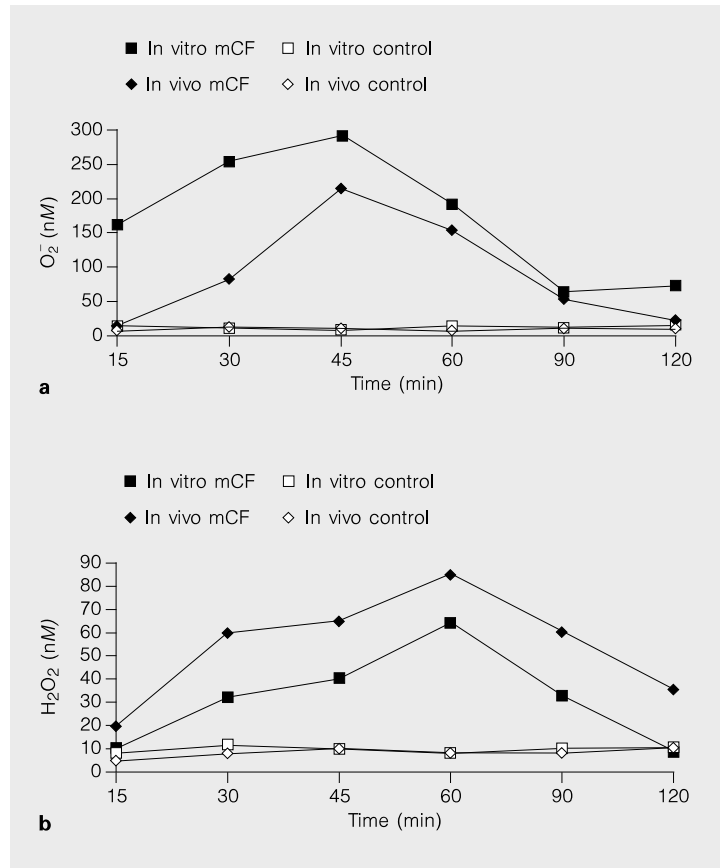 In vitro mCF In vitro control
In vivo mCF In vivo control
300
250
200
150
100
50
0
O₂⁻ (nM)
15 30 45 60 90 120
Time (min)
a
In vitro mCF In vitro control
In vivo mCF In vivo control
90
80
70
60
50
40
30
20
10
0
H₂O₂ (nM)
15 30 45 60 90 120
Time (min)
b